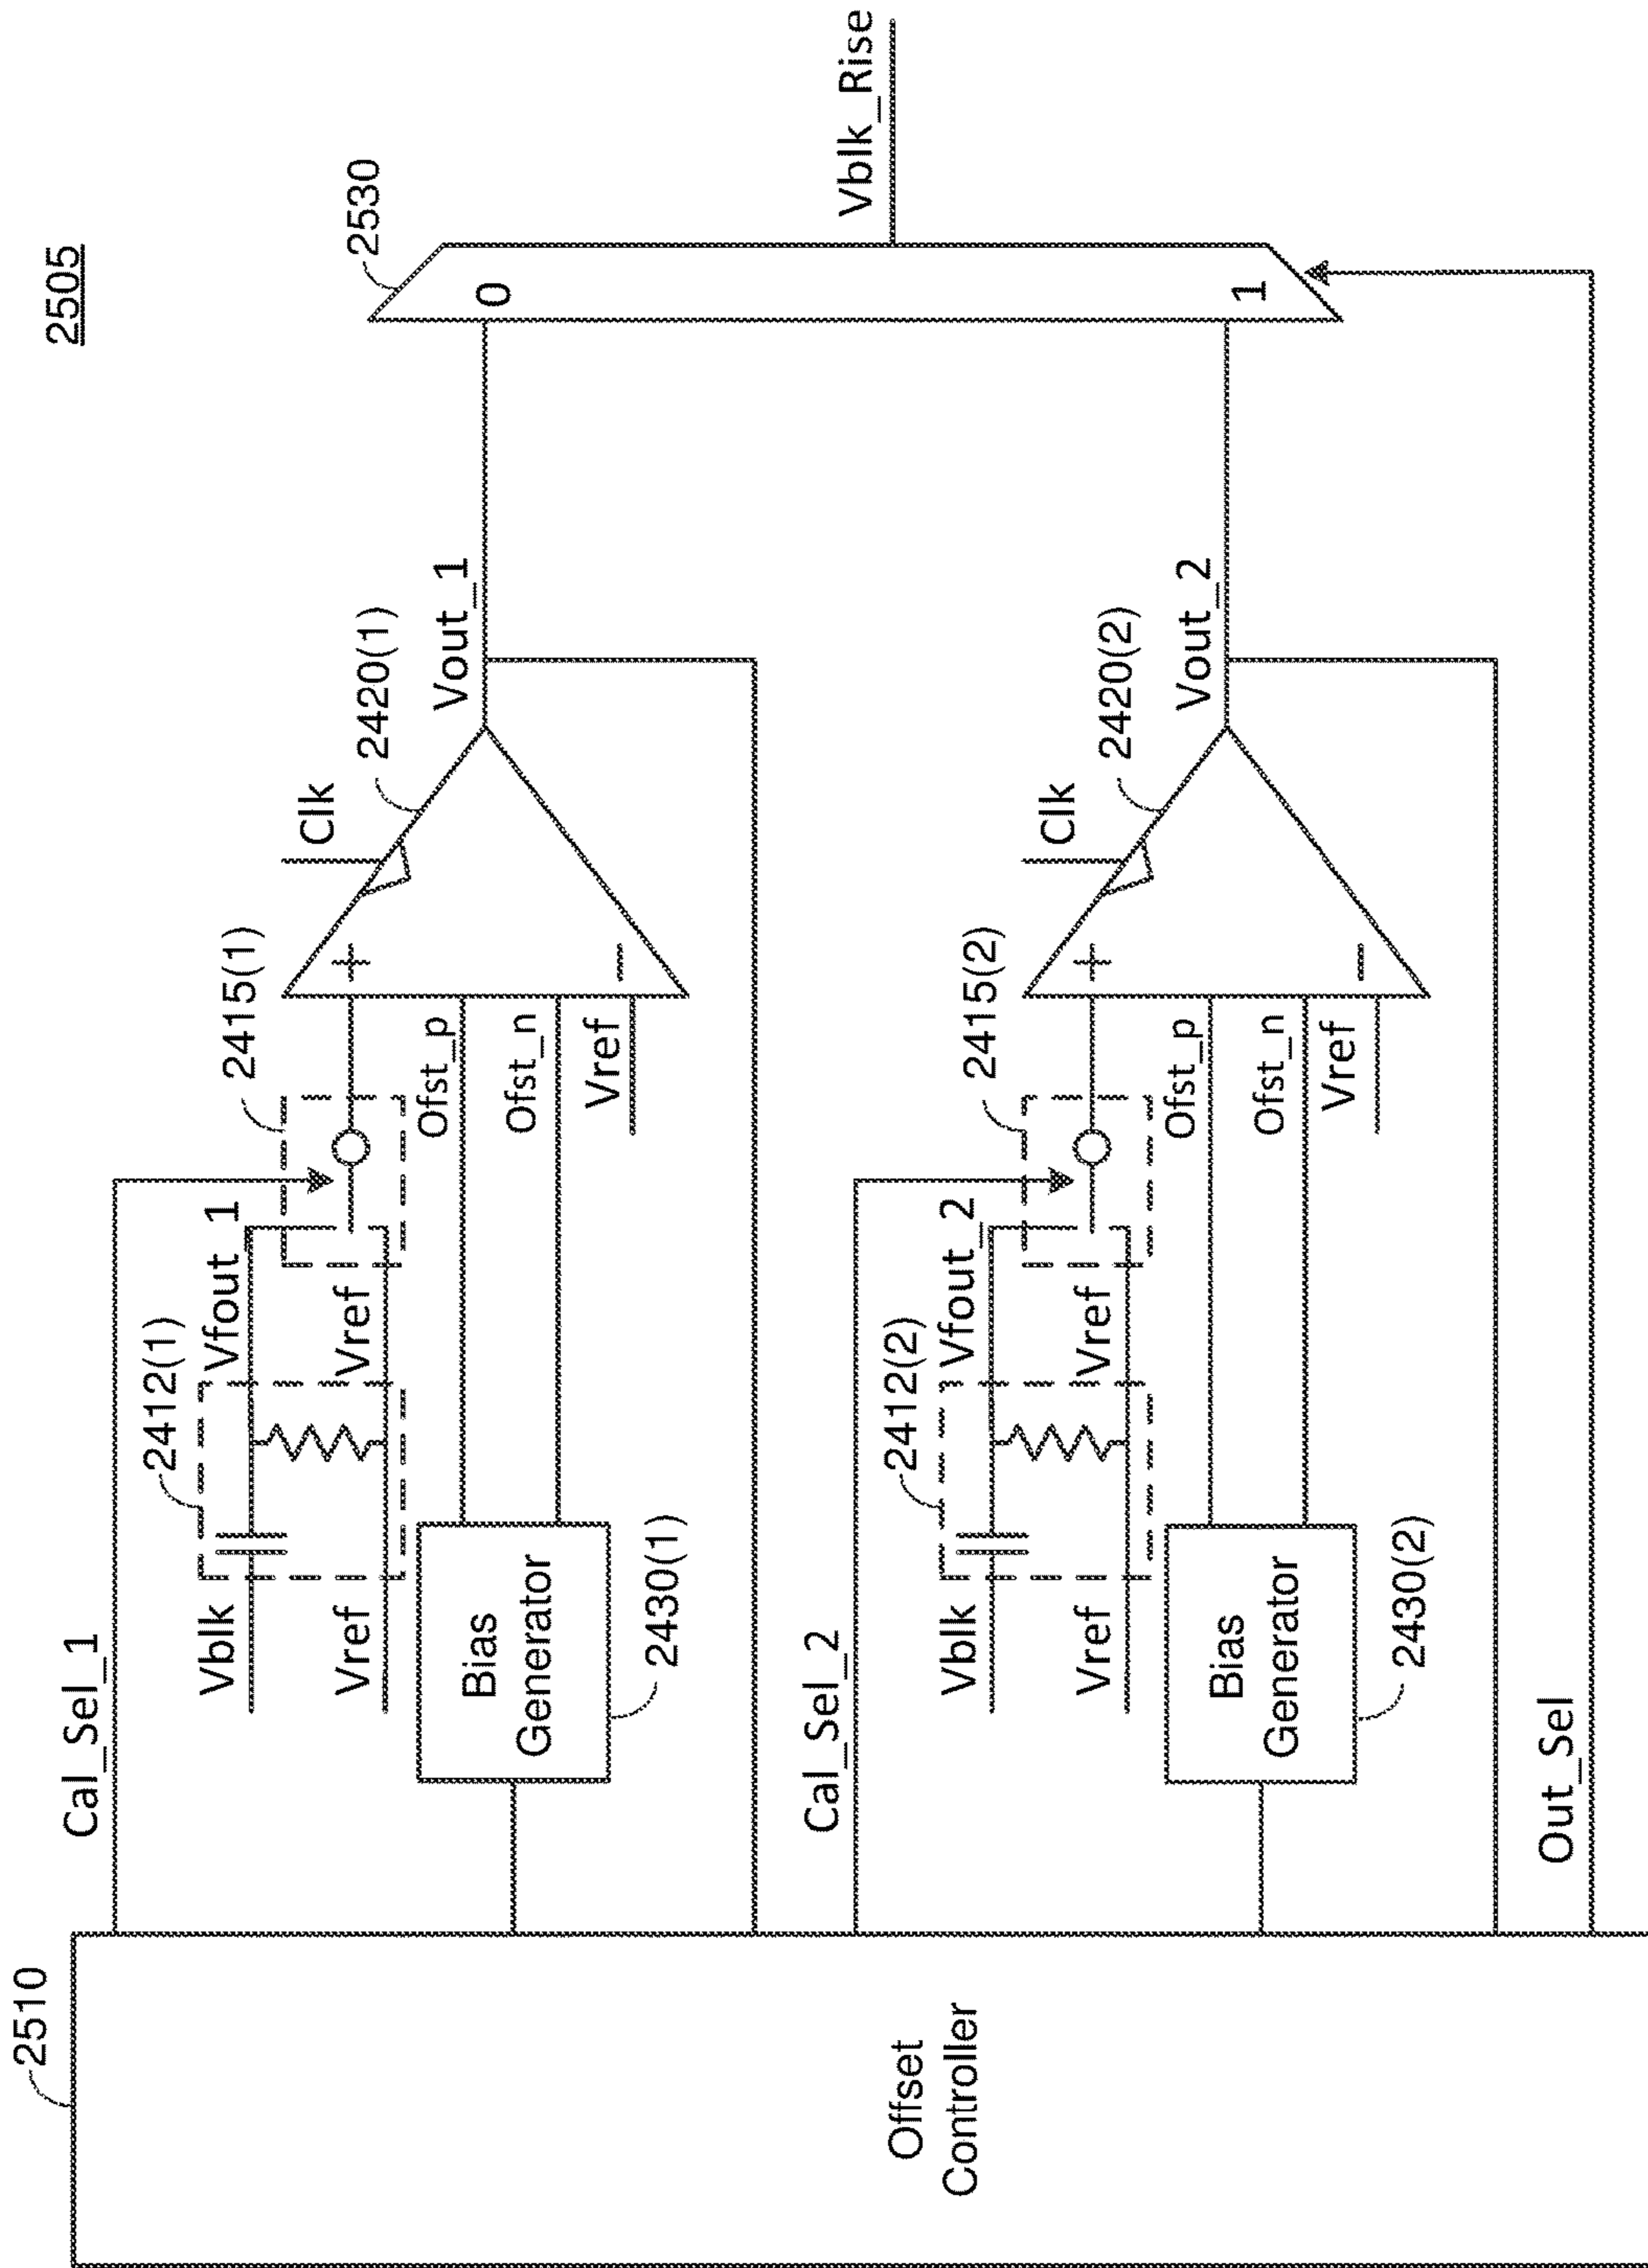 2505
2510
Offset
Controller
Cal_Sel_1
2412(1)
Vblk
Vfout_1
2415(1)
Vref
Vref
Bias
Generator
2430(1)
Ofst_p
Ofst_n
Vref
+
−
Clk
2420(1)
Vout_1
Cal_Sel_2
2412(2)
Vblk
Vfout_2
2415(2)
Vref
Vref
Bias
Generator
2430(2)
Ofst_p
Ofst_n
Vref
+
−
Clk
2420(2)
Vout_2
Out_Sel
2530
0
1
Vblk_Rise